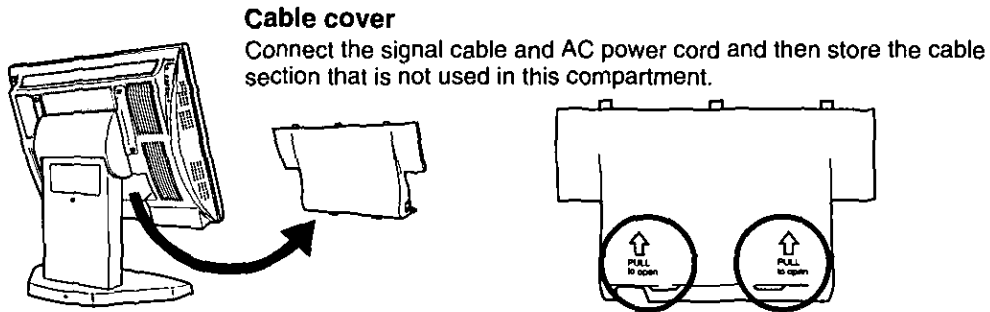 Cable cover
Connect the signal cable and AC power cord and then store the cable
section that is not used in this compartment.
PULL
to open
PULL
to open